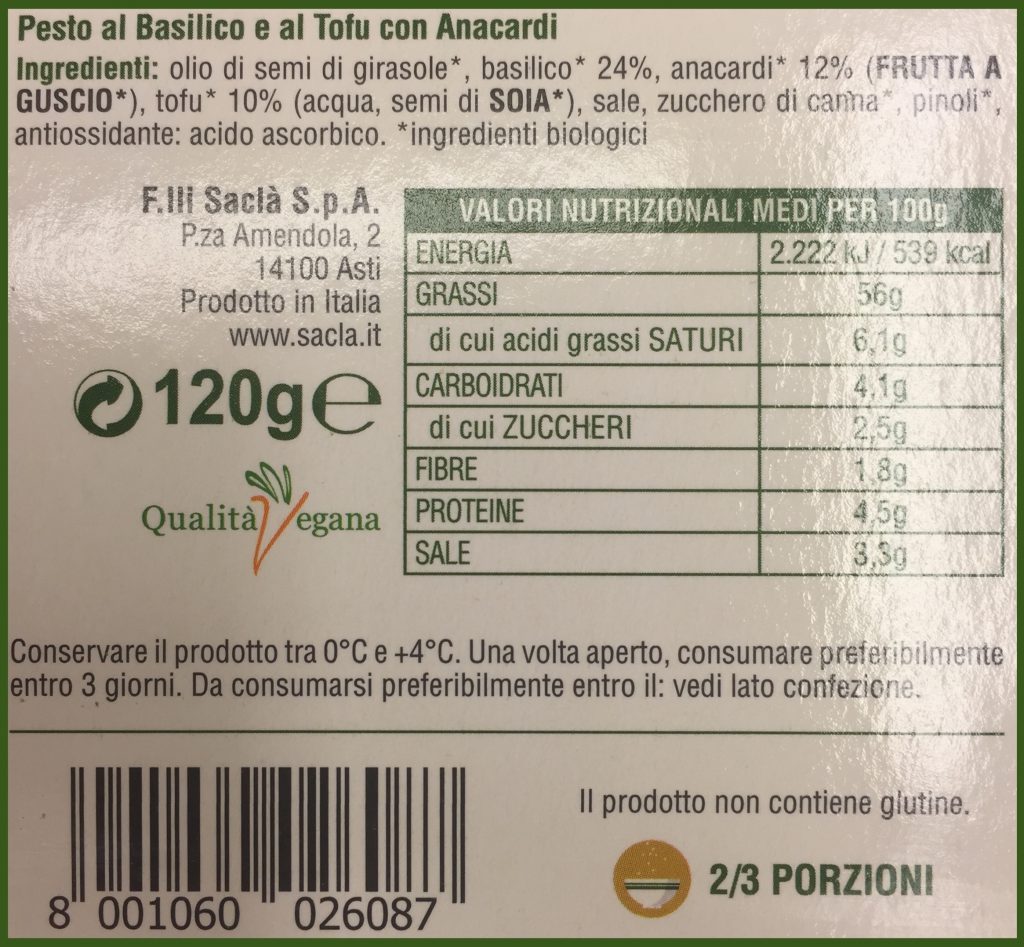 Pesto al Basilico e al Tofu con Anacardi
Ingredienti: olio di semi di girasole*, basilico* 24%, anacardi* 12% (FRUTTA A
GUSCIO*), tofu* 10% (acqua, semi di SOIA*), sale, zucchero di canna*, pinoli*,
antiossidante: acido ascorbico. *ingredienti biologici
F.lli Saclà S.p.A.
P.za Amendola, 2
14100 Asti
Prodotto in Italia
www.sacla.it
120g e
Qualità Vegana
VALORI NUTRIZIONALI MEDI PER 100g
ENERGIA 2.222 kJ / 539 kcal
GRASSI 56g
di cui acidi grassi SATURI 6,1g
CARBOIDRATI 4,1g
di cui ZUCCHERI 2,5g
FIBRE 1,8g
PROTEINE 4,5g
SALE 3,3g
Conservare il prodotto tra 0°C e +4°C. Una volta aperto, consumare preferibilmente
entro 3 giorni. Da consumarsi preferibilmente entro il: vedi lato confezione.
Il prodotto non contiene glutine.
2/3 PORZIONI
8 001060 026087